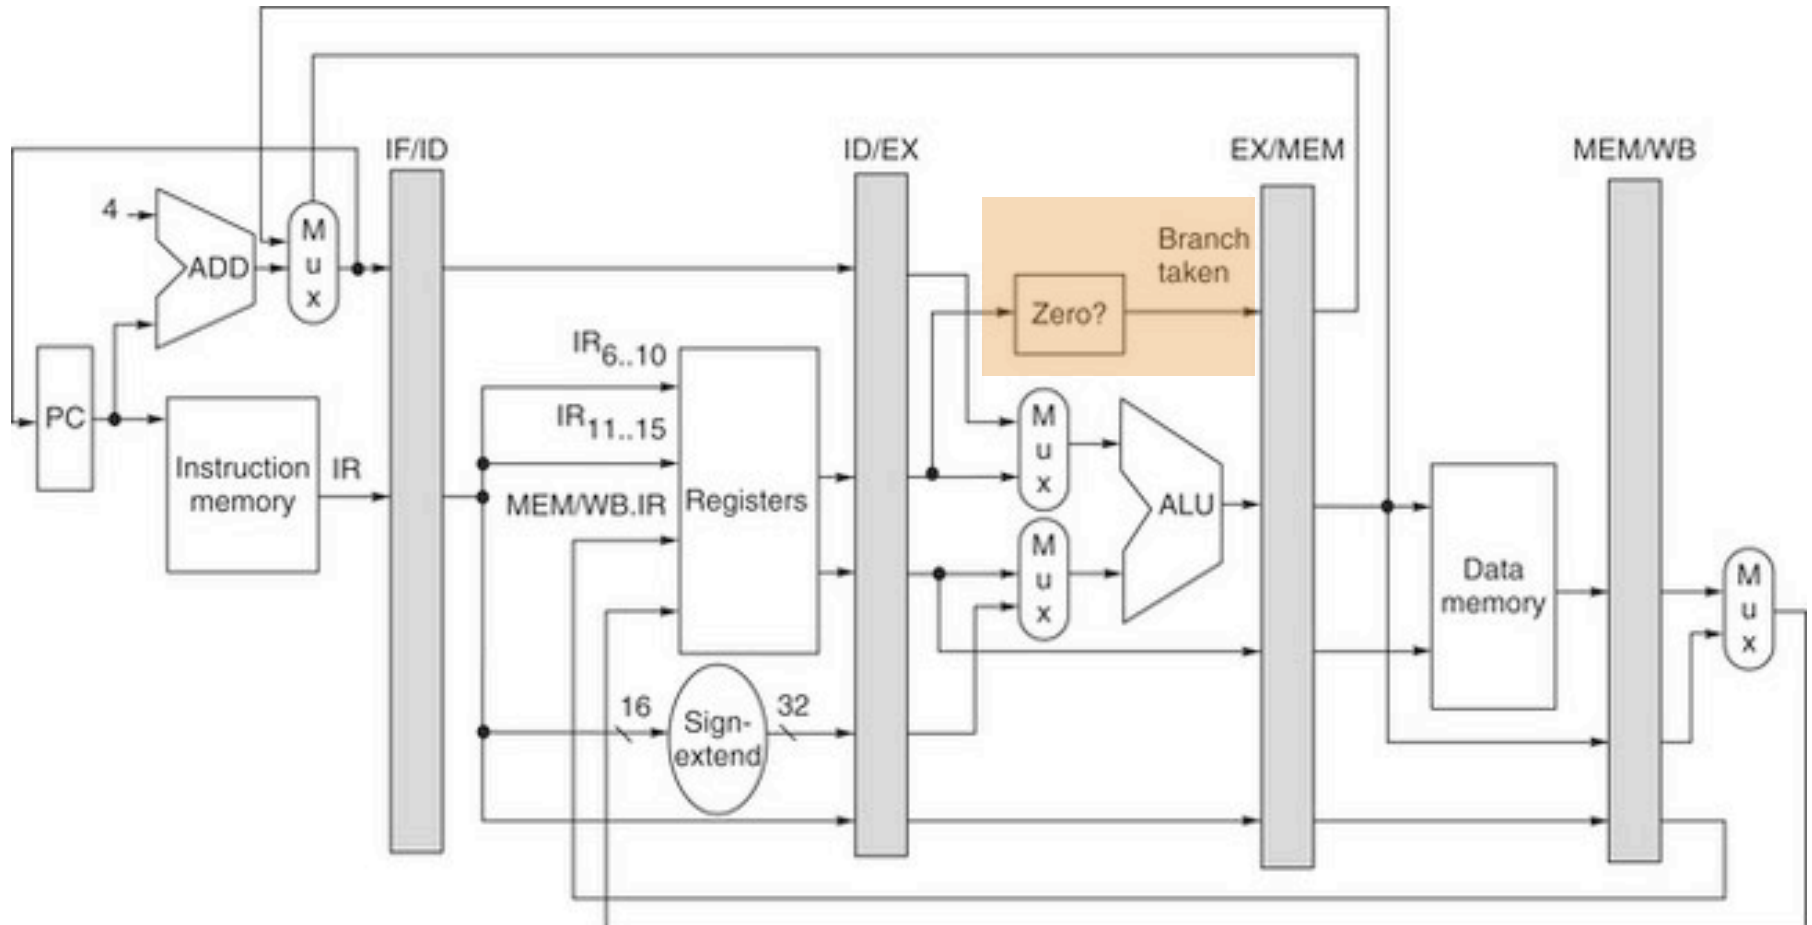 IF/ID
ID/EX
EX/MEM
MEM/WB
4
ADD
M
u
x
Branch
taken
Zero?
IR6..10
IR11..15
PC
Instruction
memory
IR
MEM/WB.IR
Registers
M
u
x
ALU
M
u
x
Data
memory
M
u
x
16
Sign-
extend
32